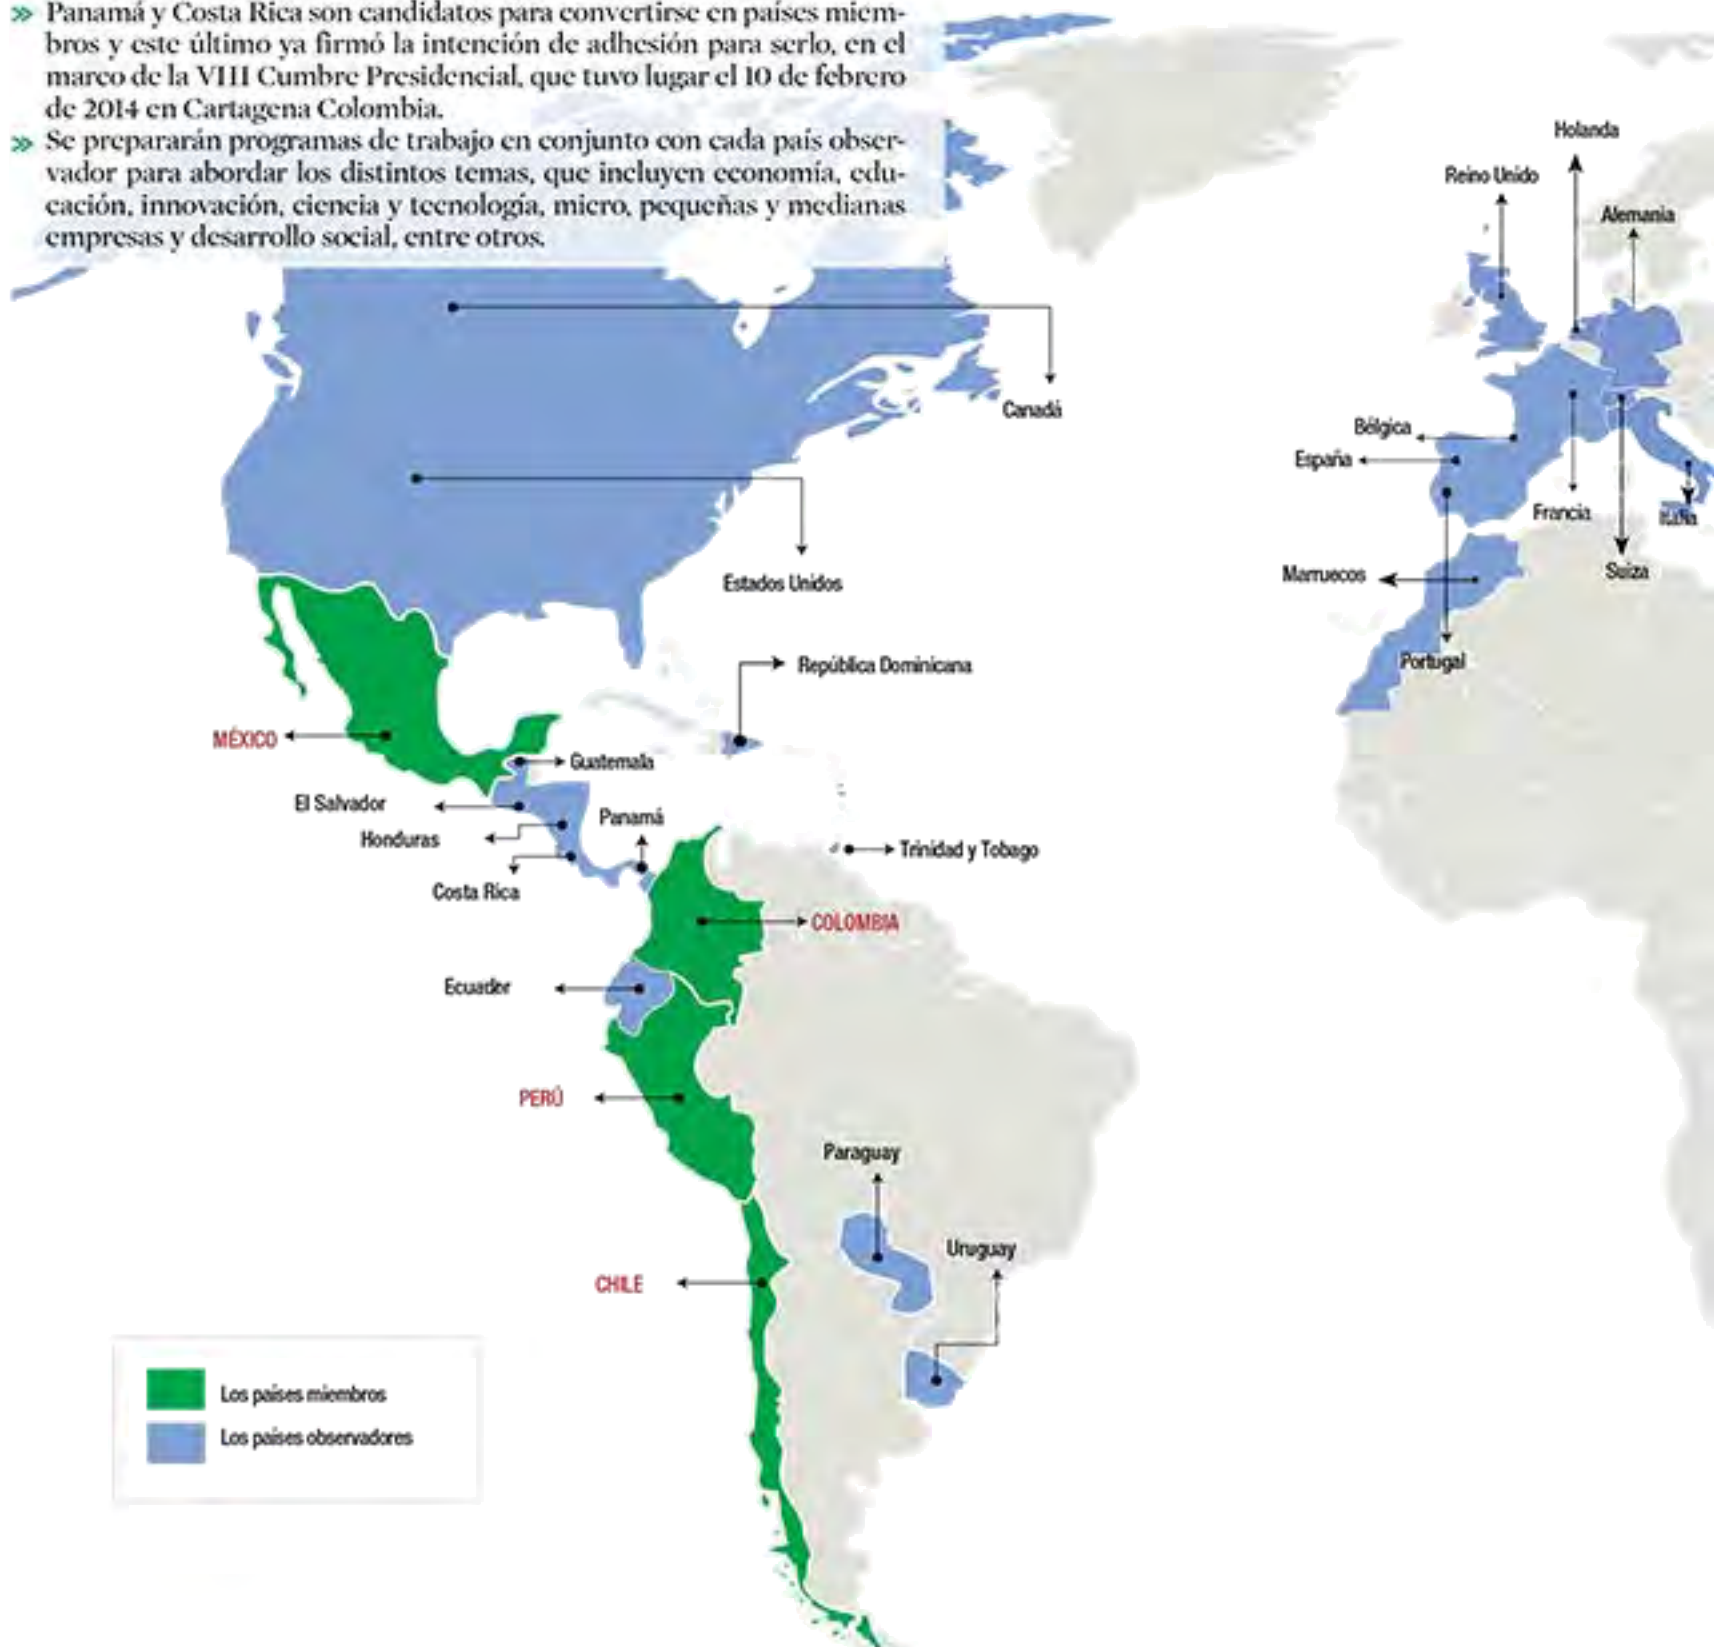 » Panamá y Costa Rica son candidatos para convertirse en países miem-
bros y este último ya firmó la intención de adhesión para serlo, en el
marco de la VIII Cumbre Presidencial, que tuvo lugar el 10 de febrero
de 2014 en Cartagena Colombia.
» Se prepararán programas de trabajo en conjunto con cada país obser-
vador para abordar los distintos temas, que incluyen economía, edu-
cación, innovación, ciencia y tecnología, micro, pequeñas y medianas
empresas y desarrollo social, entre otros.
Holanda
Reino Unido
Alemania
Canadá
Bélgica
España
Francia
Italia
Suiza
Marruecos
Estados Unidos
Portugal
República Dominicana
MÉXICO
Guatemala
El Salvador
Panamá
Honduras
Trinidad y Tobago
Costa Rica
COLOMBIA
Ecuador
PERÚ
Paraguay
Uruguay
CHILE
Los países miembros
Los países observadores